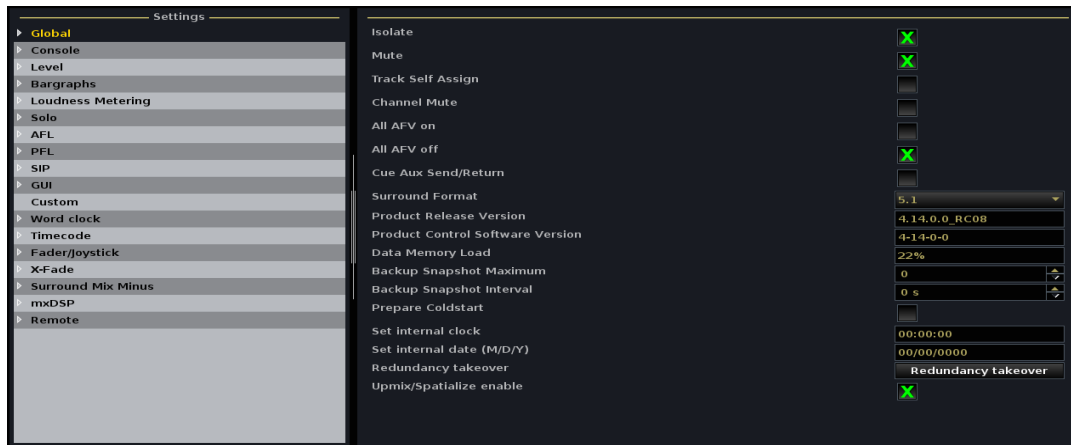 Settings
Global
Console
Level
Bargraphs
Loudness Metering
Solo
AFL
PFL
SIP
GUI
Custom
Word clock
Timecode
Fader/Joystick
X-Fade
Surround Mix Minus
mxDSP
Remote
Isolate X
Mute X
Track Self Assign
Channel Mute
All AFV on
All AFV off X
Cue Aux Send/Return
Surround Format 5.1
Product Release Version 4.14.0.0_RC08
Product Control Software Version 4-14-0-0
Data Memory Load 22%
Backup Snapshot Maximum 0
Backup Snapshot Interval 0 s
Prepare Coldstart
Set internal clock 00:00:00
Set internal date (M/D/Y) 00/00/0000
Redundancy takeover Redundancy takeover
Upmix/Spatialize enable X